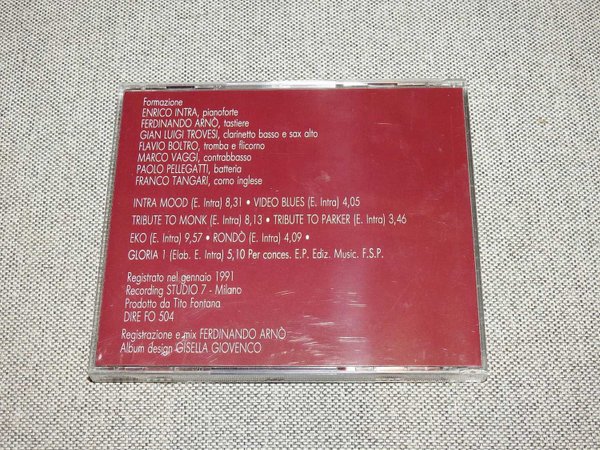 Formazione
ENRICO INTRA, pianoforte
FERDINANDO ARNÒ, tastiere
GIAN LUIGI TROVESI, clarinetto basso e sax alto
FLAVIO BOLTRO, tromba e flicorno
MARCO VAGGI, contrabbasso
PAOLO PELLEGATTI, batteria
FRANCO TANGARI, corno inglese
INTRA MOOD (E. Intra) 8,31 • VIDEO BLUES (E. Intra) 4,05
TRIBUTE TO MONK (E. Intra) 8,13 • TRIBUTE TO PARKER (E. Intra) 3,46
EKO (E. Intra) 9,57 • RONDÒ (E. Intra) 4,09 •
GLORIA 1 (Elab. E. Intra) 5,10 Per conces. E.P. Ediz. Music. F.S.P.
Registrato nel gennaio 1991
Recording STUDIO 7 - Milano
Prodotto da Tito Fontana
DIRE FO 504
Registrazione e mix FERDINANDO ARNÒ
Album design GISELLA GIOVENCO